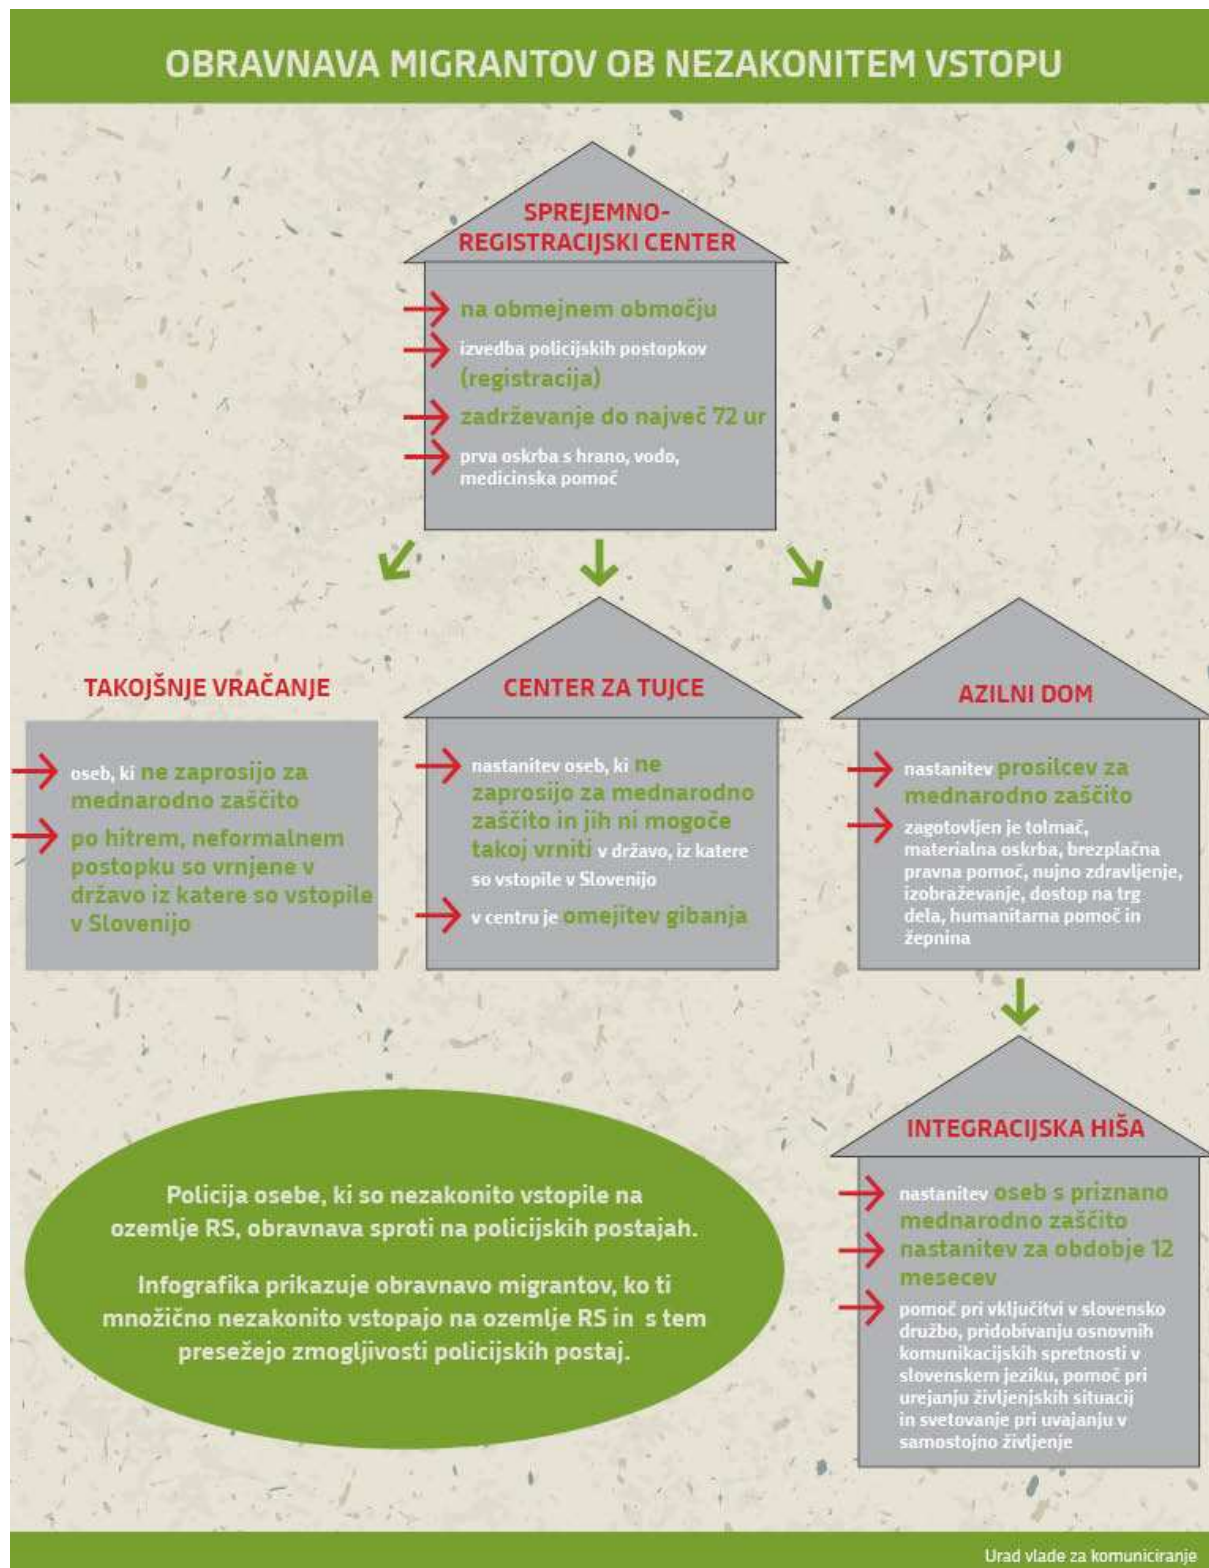 OBRAVNAVA MIGRANTOV OB NEZAKONITEM VSTOPU
SPREJEMNO-
REGISTRACIJSKI CENTER
na obmejnem območju
izvedba policijskih postopkov
(registracija)
zadrževanje do največ 72 ur
prva oskrba s hrano, vodo,
medicinska pomoč
TAKOJŠNJE VRAČANJE
oseb, ki ne zaprosijo za
mednarodno zaščito
po hitrem, neformalnem
postopku so vrnjene v
državo iz katere so vstopile
v Slovenijo
CENTER ZA TUJCE
nastanitev oseb, ki ne
zaprosijo za mednarodno
zaščito in jih ni mogoče
takoj vrniti v državo, iz katere
so vstopile v Slovenijo
v centru je omejitev gibanja
AZILNI DOM
nastanitev prosilcev za
mednarodno zaščito
zagotovljen je tolmač,
materialna oskrba, brezplačna
pravna pomoč, nujno zdravljenje,
izobraževanje, dostop na trg
dela, humanitarna pomoč in
žepnina
INTEGRACIJSKA HIŠA
nastanitev oseb s priznano
mednarodno zaščito
nastanitev za obdobje 12
mesecev
pomoč pri vključitvi v slovensko
družbo, pridobivanju osnovnih
komunikacijskih spretnosti v
slovenskem jeziku, pomoč pri
urejanju življenjskih situacij
in svetovanje pri uvajanju v
samostojno življenje
Policija osebe, ki so nezakonito vstopile na
ozemlje RS, obravnava sproti na policijskih postajah.
Infografika prikazuje obravnavo migrantov, ko ti
množično nezakonito vstopajo na ozemlje RS in s tem
presežejo zmogljivosti policijskih postaj.
Urad vlade za komuniciranje